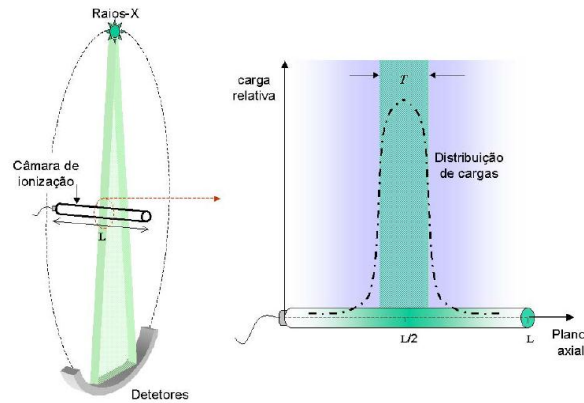 Raios-X
Câmara de
ionização
L
Detetores
carga
relativa
T
Distribuição
de cargas
L/2
L
Plano
axial